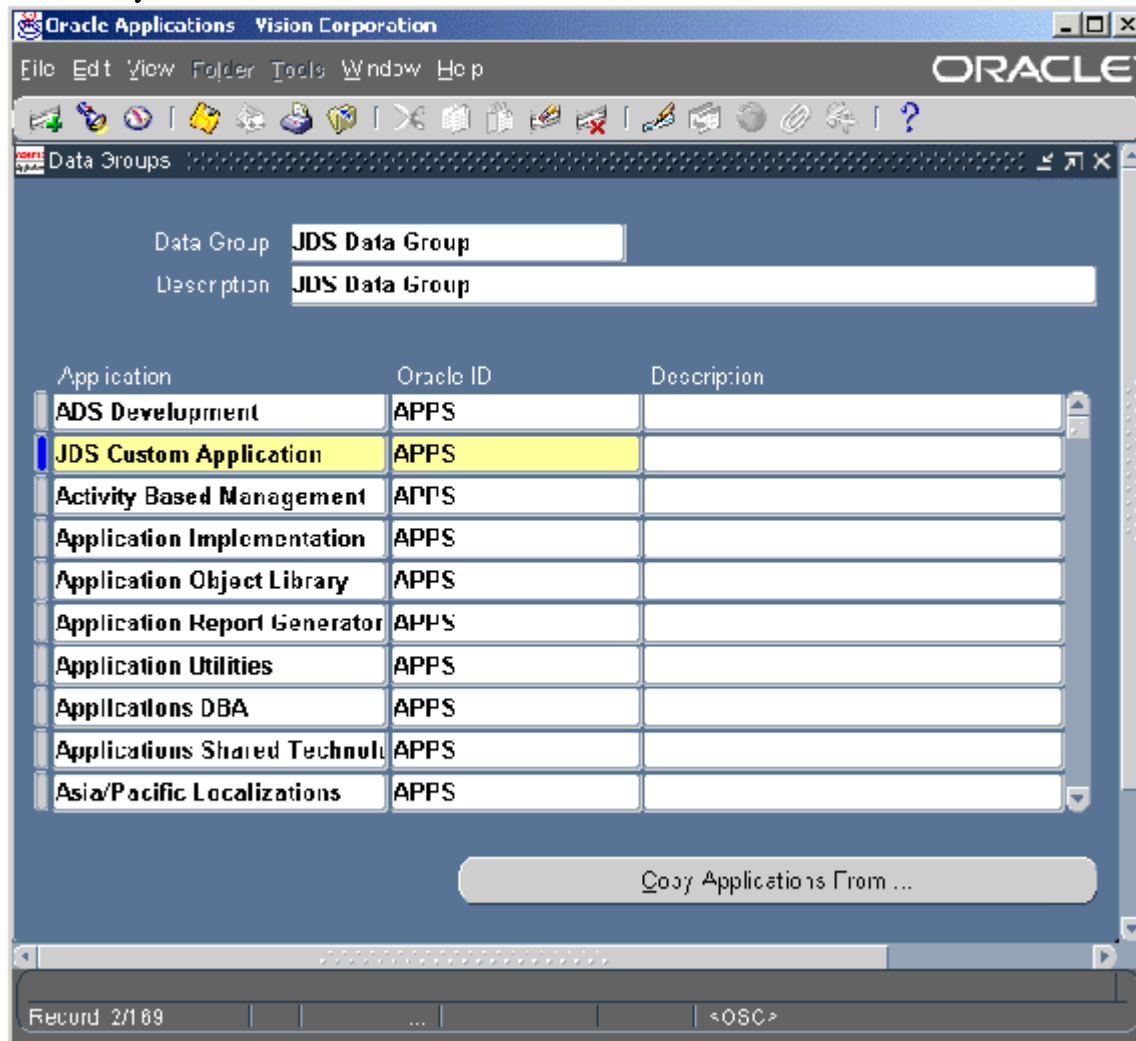 Oracle Applications Vision Corporation
File Edit View Folder Tools Window Help
ORACLE
Data Groups
Data Group JDS Data Group
Description JDS Data Group
Application Oracle ID Description
ADS Development APPS
JDS Custom Application APPS
Activity Based Management APPS
Application Implementation APPS
Application Object Library APPS
Application Report Generator APPS
Application Utilities APPS
Applications DBA APPS
Applications Shared Technolo APPS
Asia/Pacific Localizations APPS
Copy Applications From ...
Record: 2/169 ... <OSC>